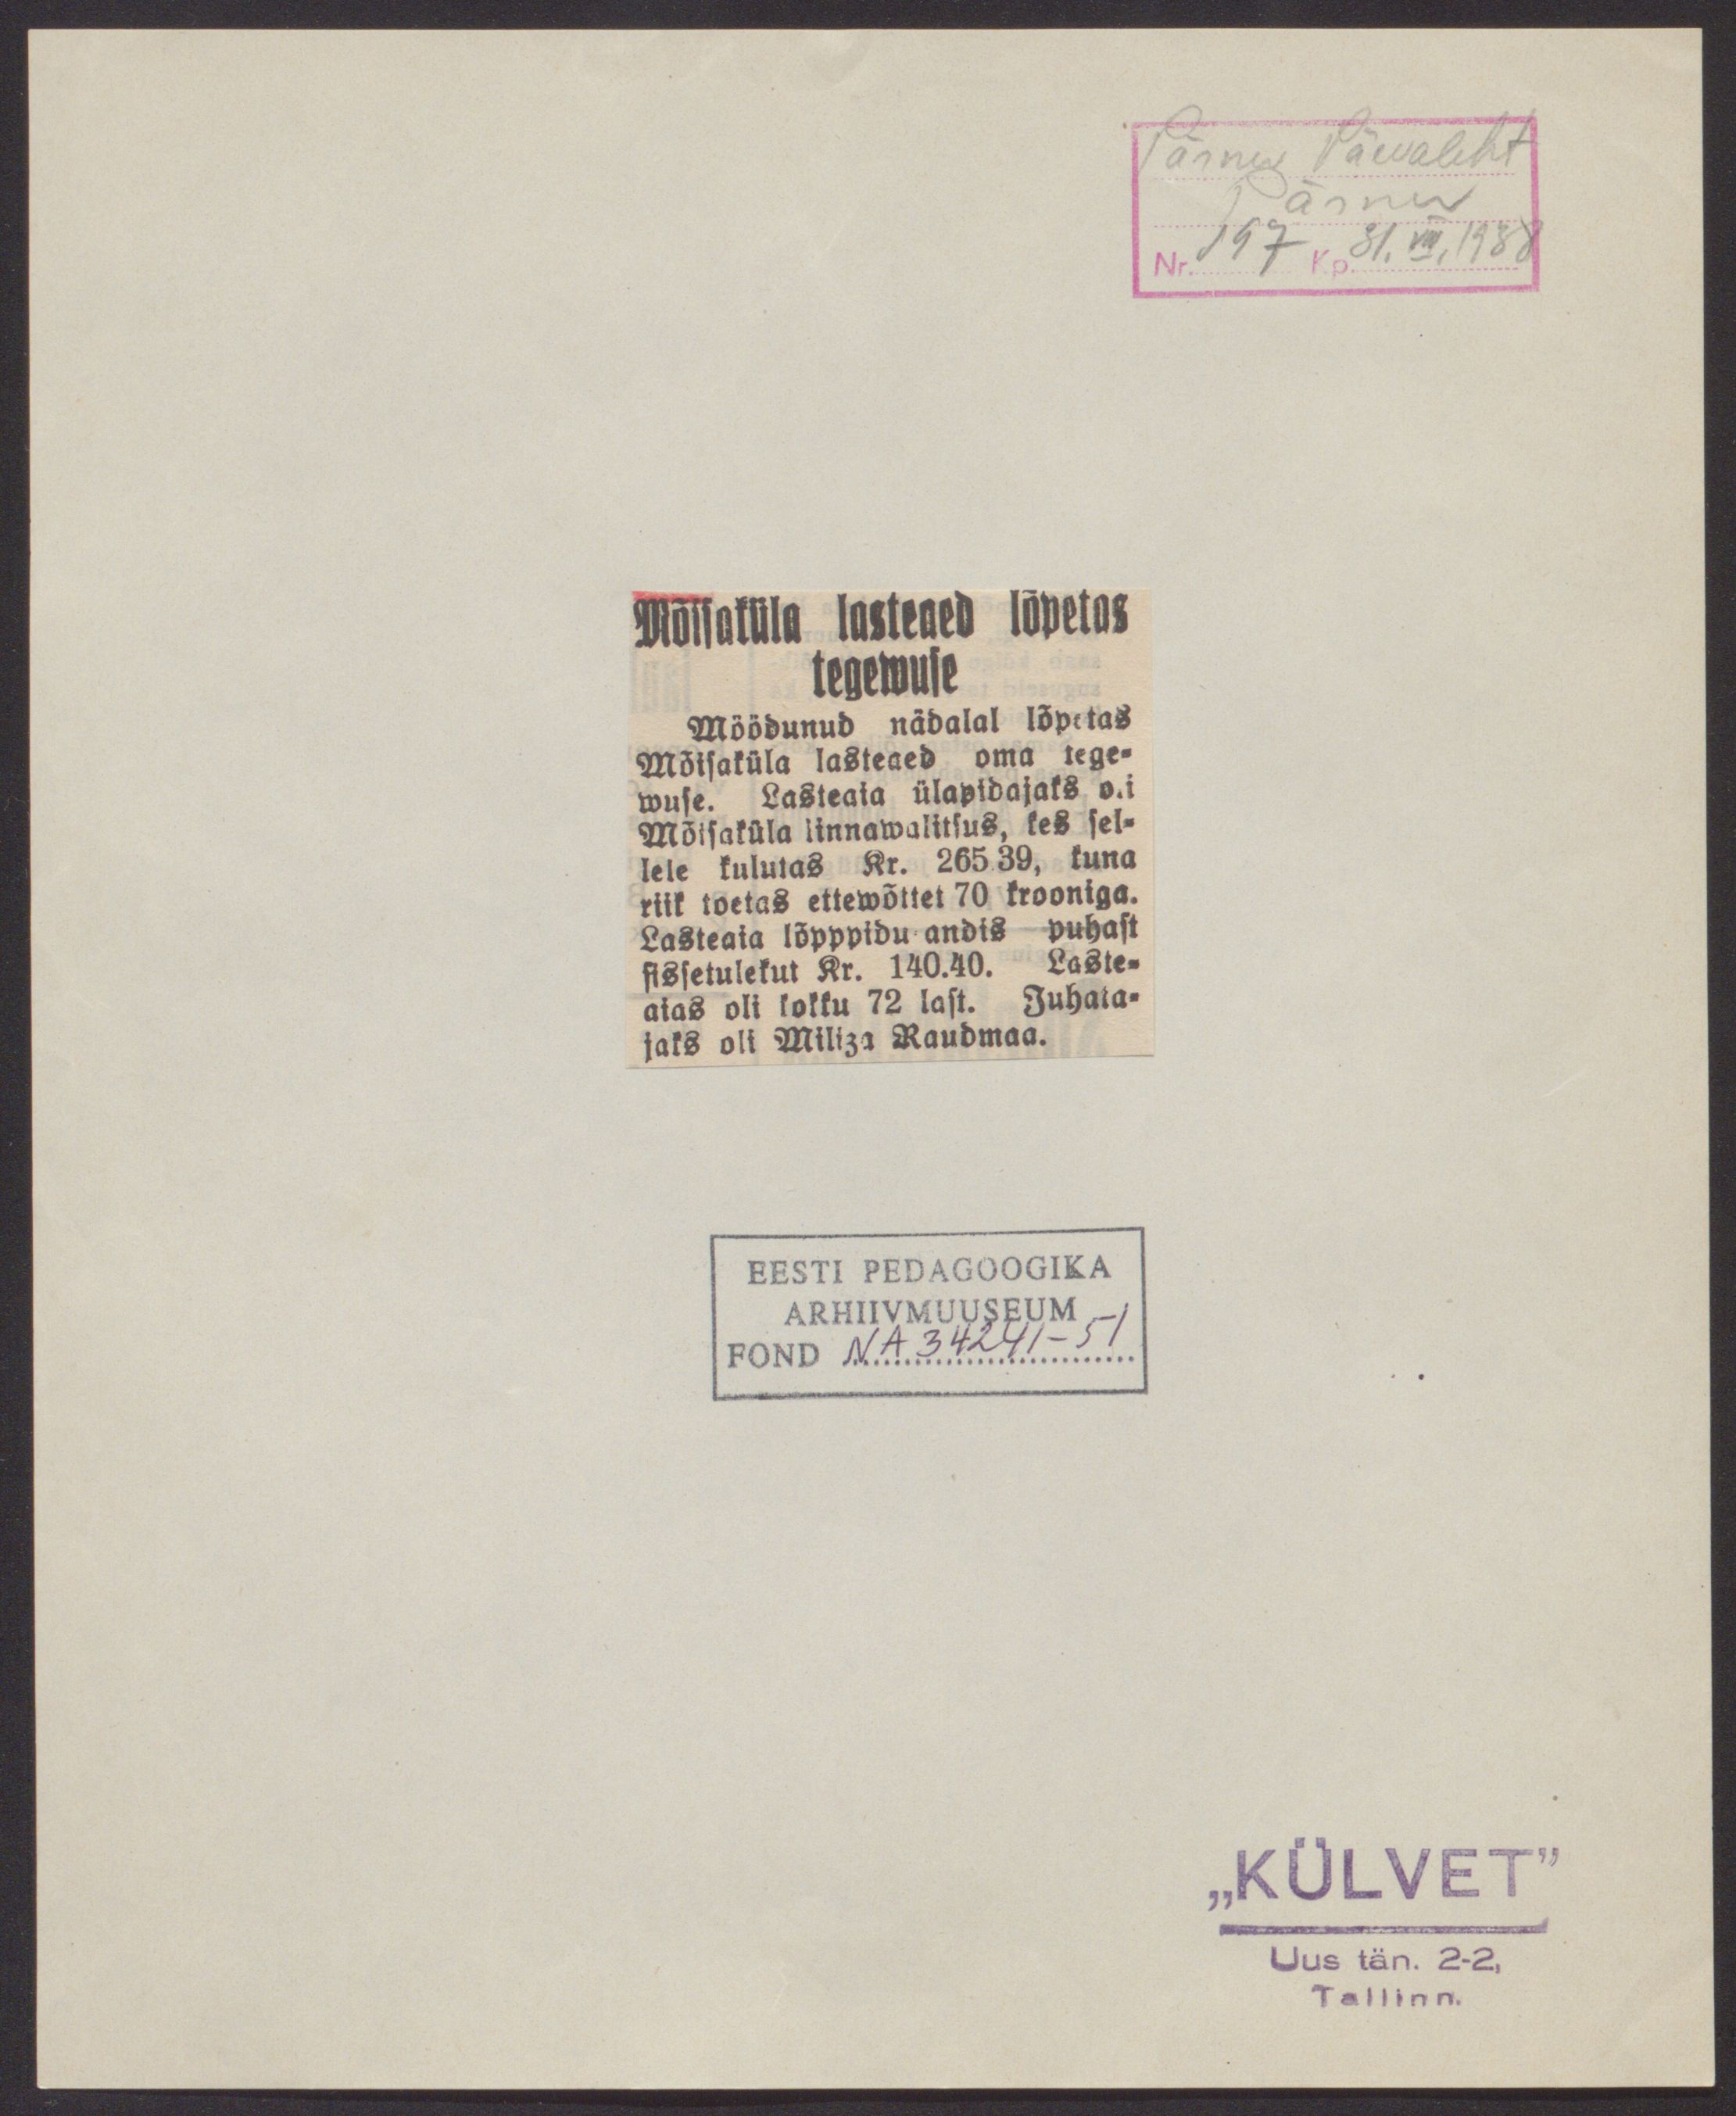 Pärnu Päevaleht
Pärnu
Nr. 197 Kp. 31. VIII. 1938
Mõisaküla lasteaed lõpetas
tegewuse
Möödunud nädalal lõpetas
Mõisaküla lasteaed oma tege-
wuse. Lasteaia ülapidajaks oli
Mõisaküla linnawalitsus, kes sel-
lele kulutas Kr. 265.39, kuna
riik toetas ettewõttet 70 krooniga.
Lasteaia lõpppidu andis puhast
sissetulekut Kr. 140.40. Laste-
aias oli kokku 72 last. Juhata-
jaks oli Miliza Raudmaa.
EESTI PEDAGOOGIKA
ARHIIVMUUSEUM
FOND NA 34241-51
„KÜLVET”
Uus tän. 2-2,
Tallinn.